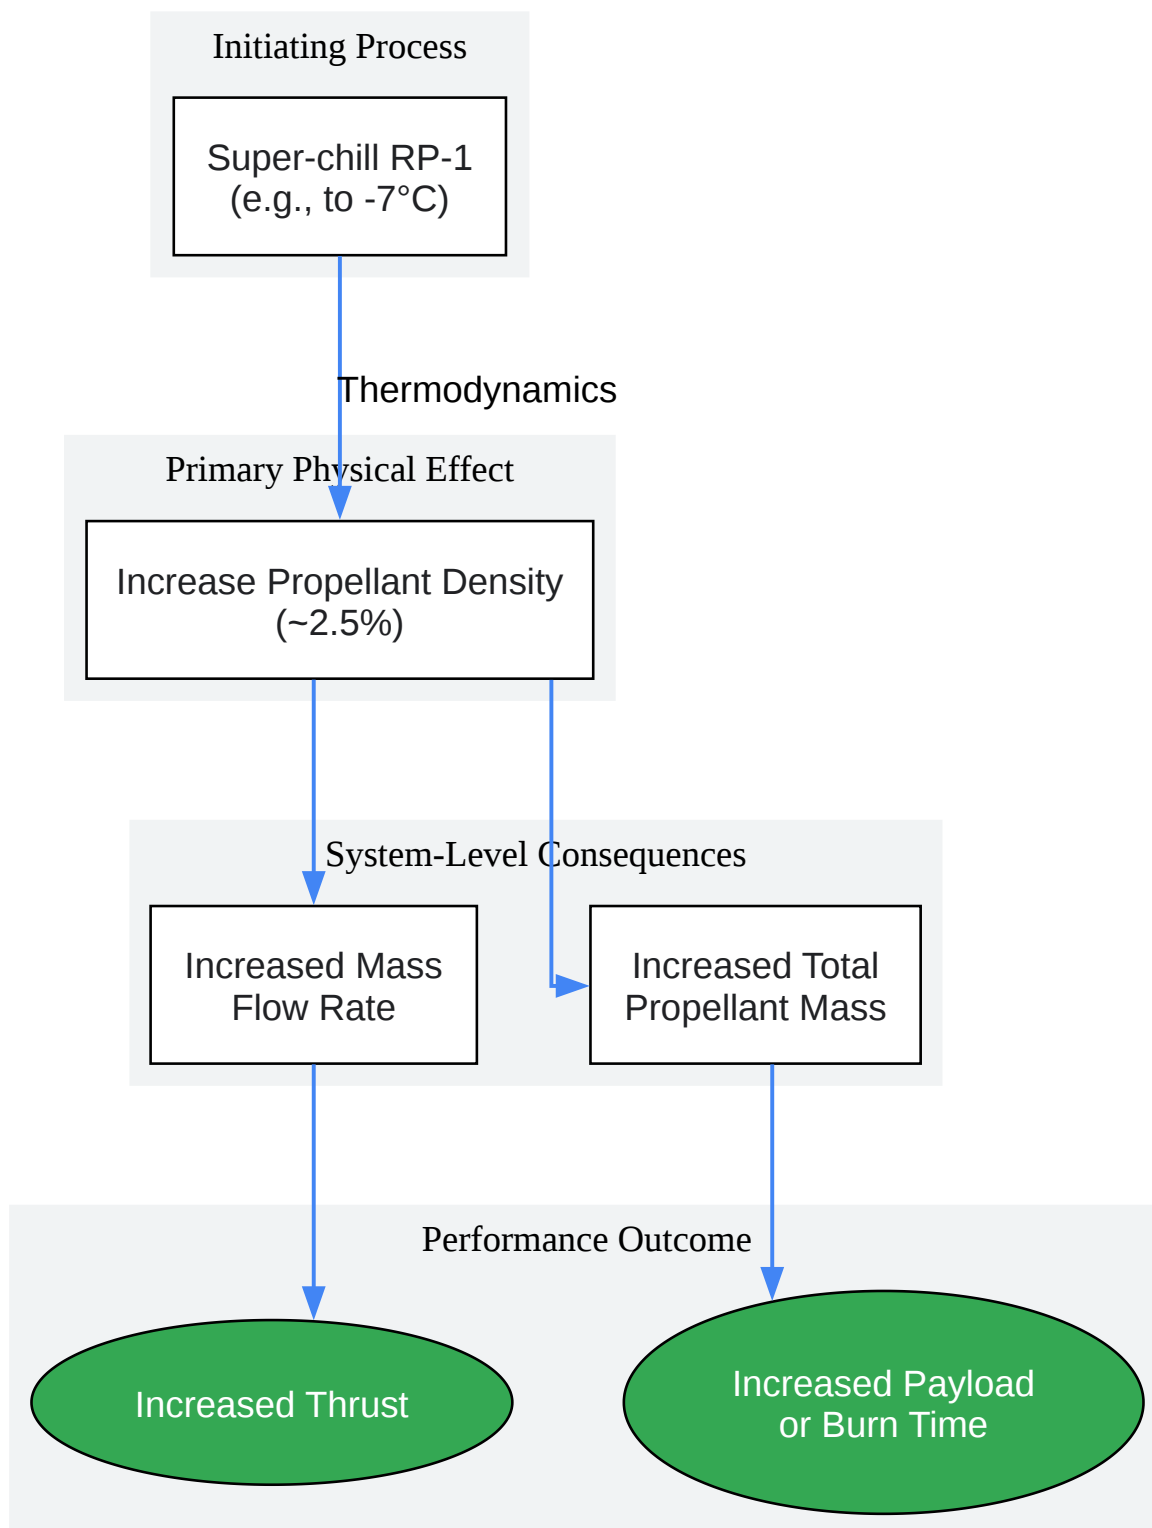 Initiating Process
Super-chill RP-1
(e.g., to -7°C)
Thermodynamics
Primary Physical Effect
Increase Propellant Density
(~2.5%)
System-Level Consequences
Increased Mass
Flow Rate
Increased Total
Propellant Mass
Performance Outcome
Increased Thrust
Increased Payload
or Burn Time